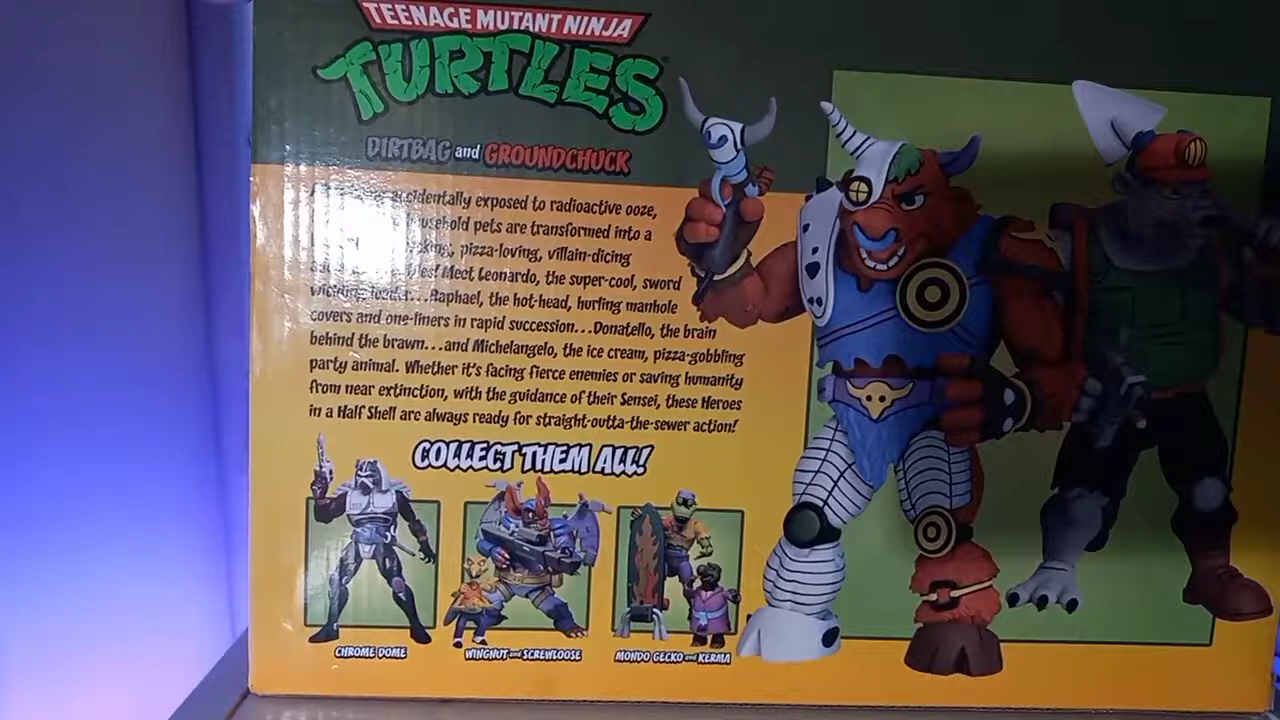 TEENAGE MUTANT NINJA
TURTLES
DIRTBAG and GROUNDCHUCK
accidentally exposed to radioactive ooze,
household pets are transformed into a
pizza-loving, villain-dicing
Meet Leonardo, the super-cool, sword
wielding leader...Raphael, the hot-head, hurling manhole
covers and one-liners in rapid succession...Donatello, the brain
behind the brawn...and Michelangelo, the ice cream, pizza-gobbling
party animal. Whether it's facing fierce enemies or saving humanity
from near extinction, with the guidance of their Sensei, these Heroes
in a Half Shell are always ready for straight-outta-the-sewer action!
COLLECT THEM ALL!
CHROME DOME
WINGNUT and SCREWLOOSE
MONDO GECKO and KERMA